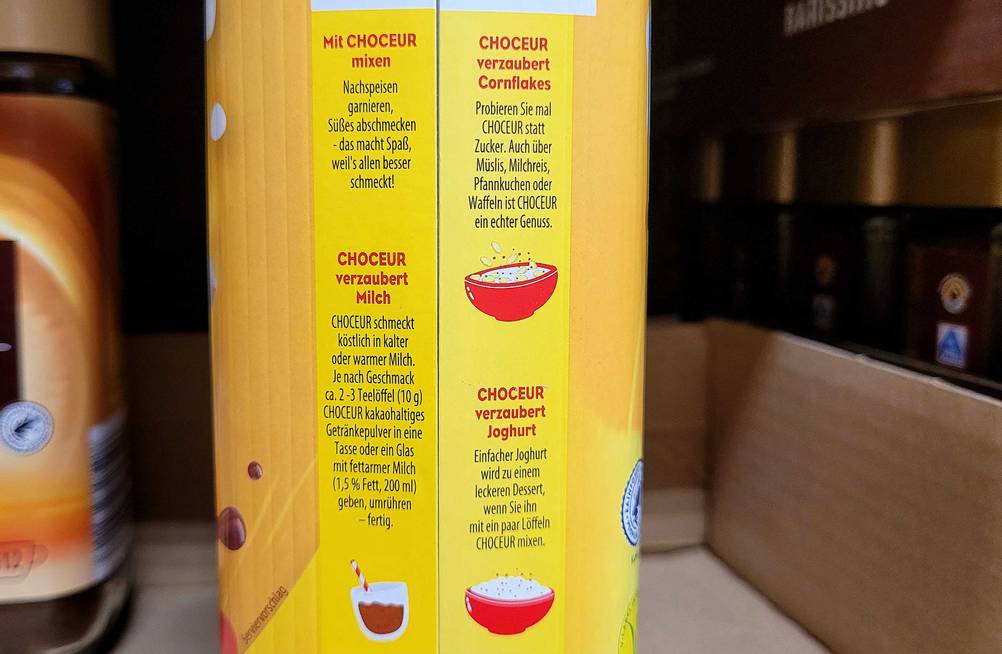 Mit CHOCEUR
mixen
Nachspeisen
garnieren,
Süßes abschmecken
- das macht Spaß,
weil's allen besser
schmeckt!
CHOCEUR
verzaubert
Milch
CHOCEUR schmeckt
köstlich in kalter
oder warmer Milch.
Je nach Geschmack
ca. 2 -3 Teelöffel (10 g)
CHOCEUR kakaohaltiges
Getränkepulver in eine
Tasse oder ein Glas
mit fettarmer Milch
(1,5 % Fett, 200 ml)
geben, umrühren
– fertig.
CHOCEUR
verzaubert
Cornflakes
Probieren Sie mal
CHOCEUR statt
Zucker. Auch über
Müslis, Milchreis,
Pfannkuchen oder
Waffeln ist CHOCEUR
ein echter Genuss.
CHOCEUR
verzaubert
Joghurt
Einfacher Joghurt
wird zu einem
leckeren Dessert,
wenn Sie ihn
mit ein paar Löffeln
CHOCEUR mixen.
Serviervorschlag